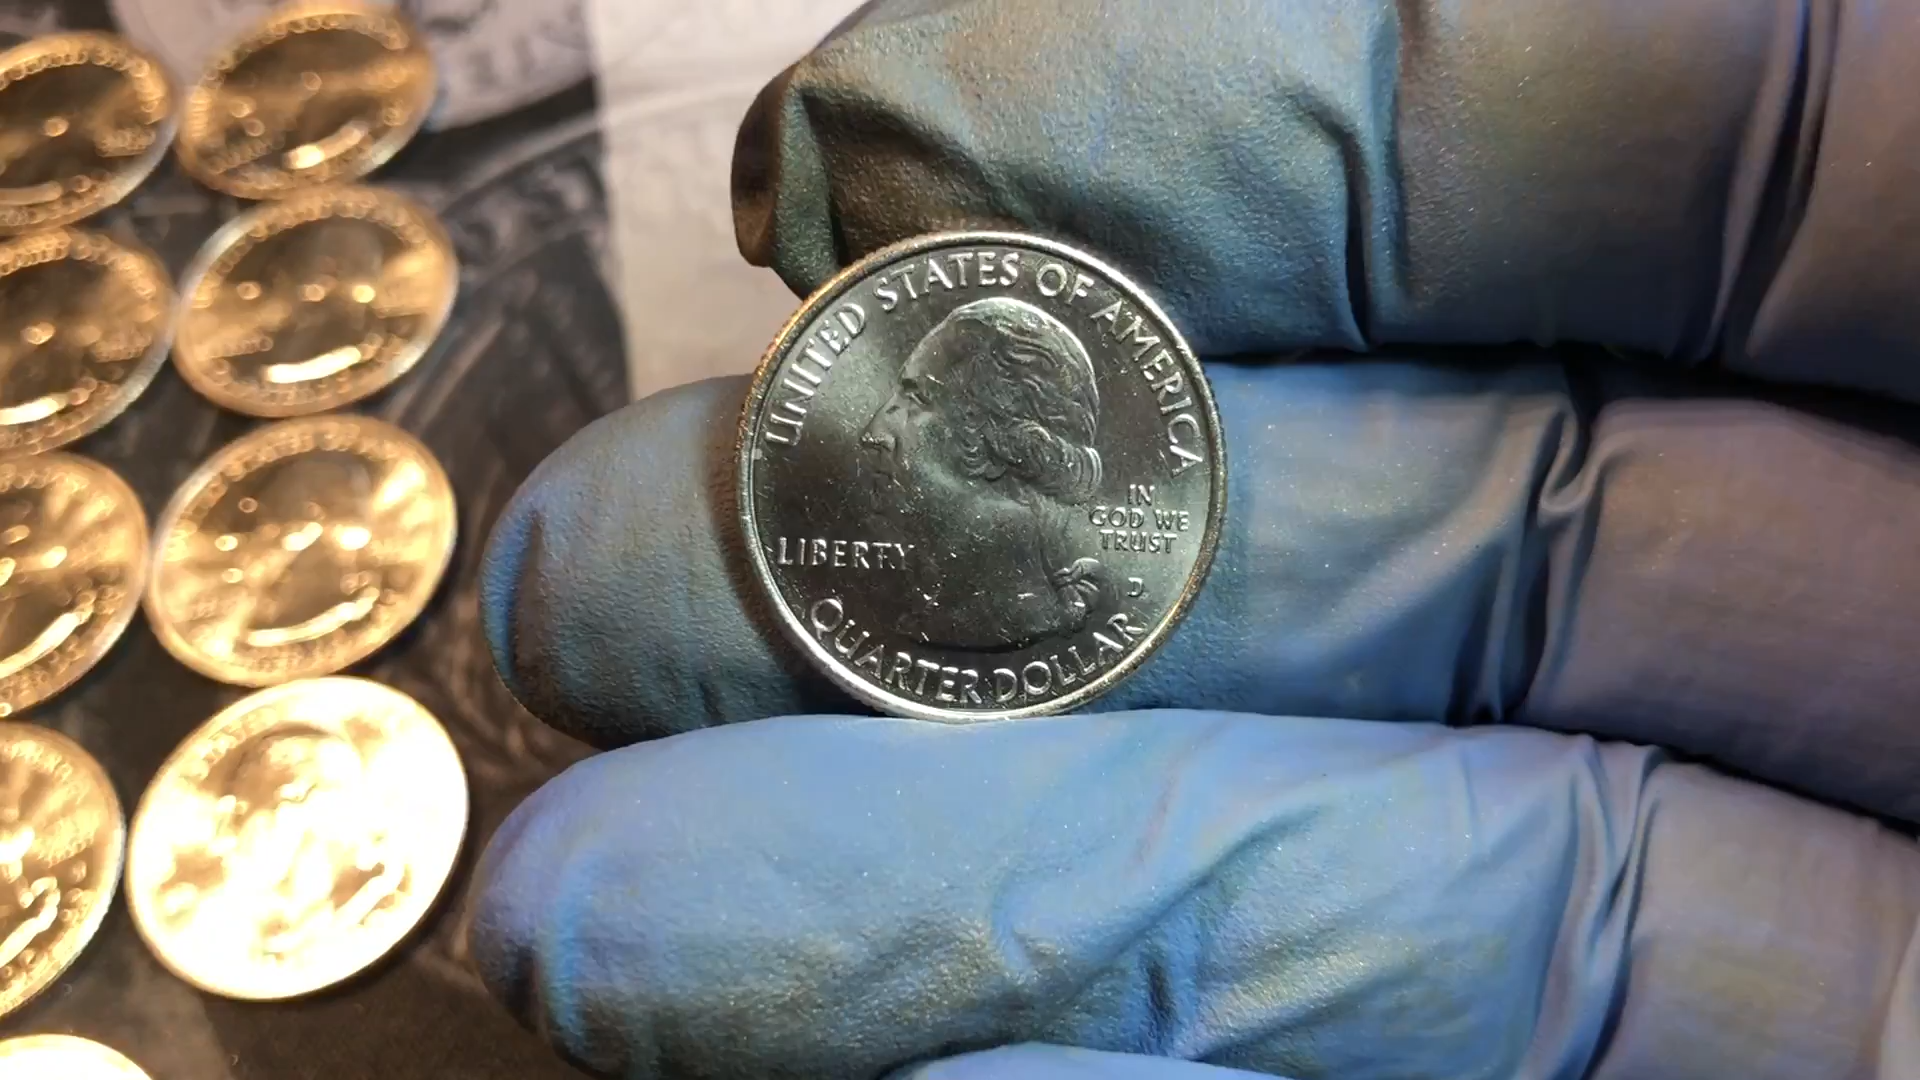 UNITED STATES OF AMERICA
LIBERTY
IN
GOD WE
TRUST
D
QUARTER DOLLAR